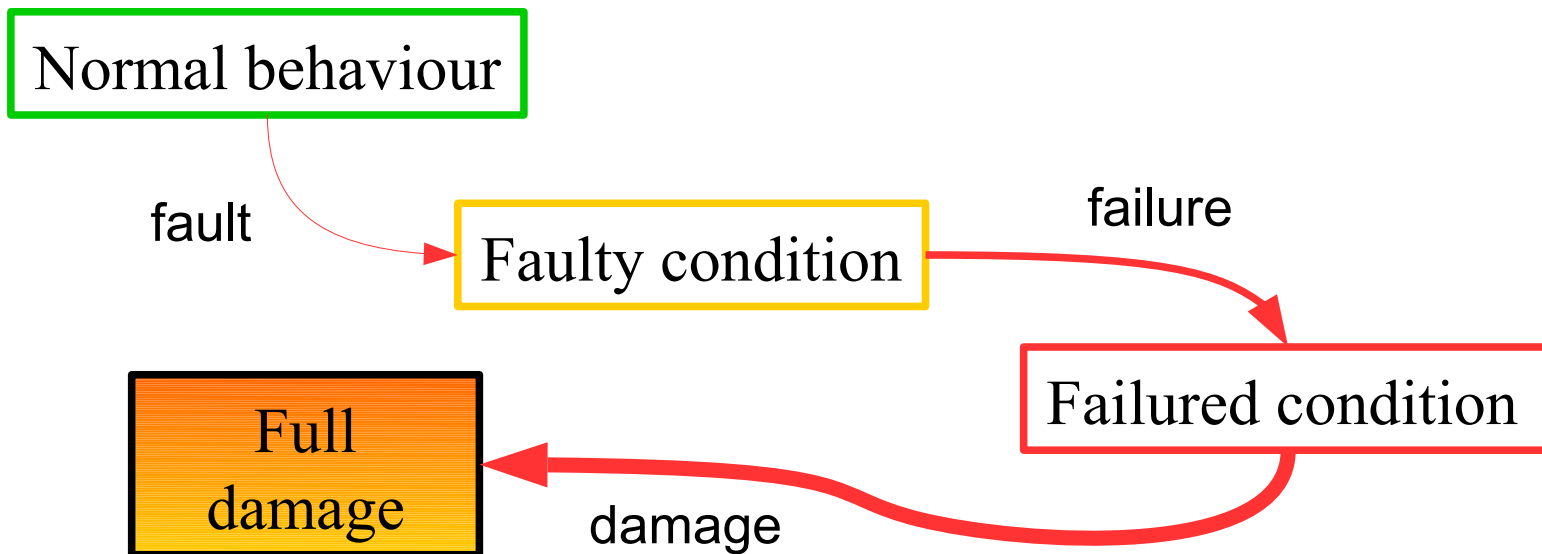 Normal behaviour
fault
Faulty condition
failure
Failured condition
Full
damage
damage